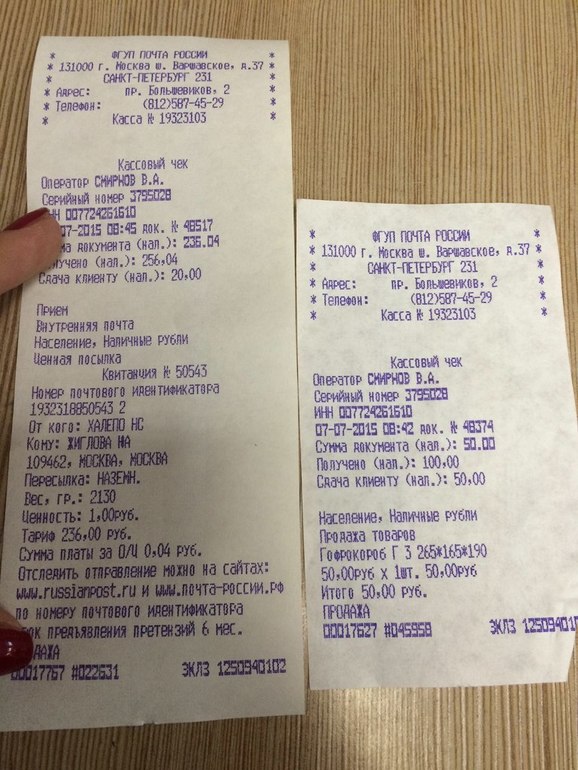 * ФГУП ПОЧТА РОССИИ *
* 131000 г. Москва ш. Варшавское, д.37 *
* САНКТ-ПЕТЕРБУРГ 231 *
* Адрес: пр. Большевиков, 2 *
* Телефон: (812)587-45-29 *
* Касса № 19323103 *
Кассовый чек
Оператор СМИРНОВ В.А.
Серийный номер 3795028
ИНН 007724261610
07-2015 08:45 док. № 48517
документа (нал.): 236.04
(нал.): 256,04
Сдача клиенту (нал.): 20,00
Прием
Внутренняя почта
Население, Наличные рубли
Ценная посылка
Квитанция № 50543
Номер почтового идентификатора
1932318850543 2
От кого: ХАЛЕПО НС
Кому: ЖИГЛОВА НА
109462, МОСКВА, МОСКВА
Пересылка: НАЗЕМН.
Вес, гр.: 2130
Ценность: 1,00руб.
Тариф 236,00 руб.
Сумма платы за О/Ц 0,04 руб.
Отследить отправление можно на сайтах:
www.russianpost.ru и www.почта-россии.рф
по номеру почтового идентификатора
предъявления претензий 6 мес.
00017767 #022631 ЭКЛЗ 1250940102
* ФГУП ПОЧТА РОССИИ *
* 131000 г. Москва ш. Варшавское, д.37 *
* САНКТ-ПЕТЕРБУРГ 231 *
* Адрес: пр. Большевиков, 2 *
* Телефон: (812)587-45-29 *
* Касса № 19323103 *
Кассовый чек
Оператор СМИРНОВ В.А.
Серийный номер 3795028
ИНН 007724261610
07-07-2015 08:42 док. № 48374
Сумма документа (нал.): 50.00
Получено (нал.): 100,00
Сдача клиенту (нал.): 50,00
Население, Наличные рубли
Продажа товаров
Гофрокороб Г 3 265*165*190
50,00руб х 1шт. 50,00руб
Итого 50,00 руб.
ПРОДАЖА
00017627 #045958 ЭКЛЗ